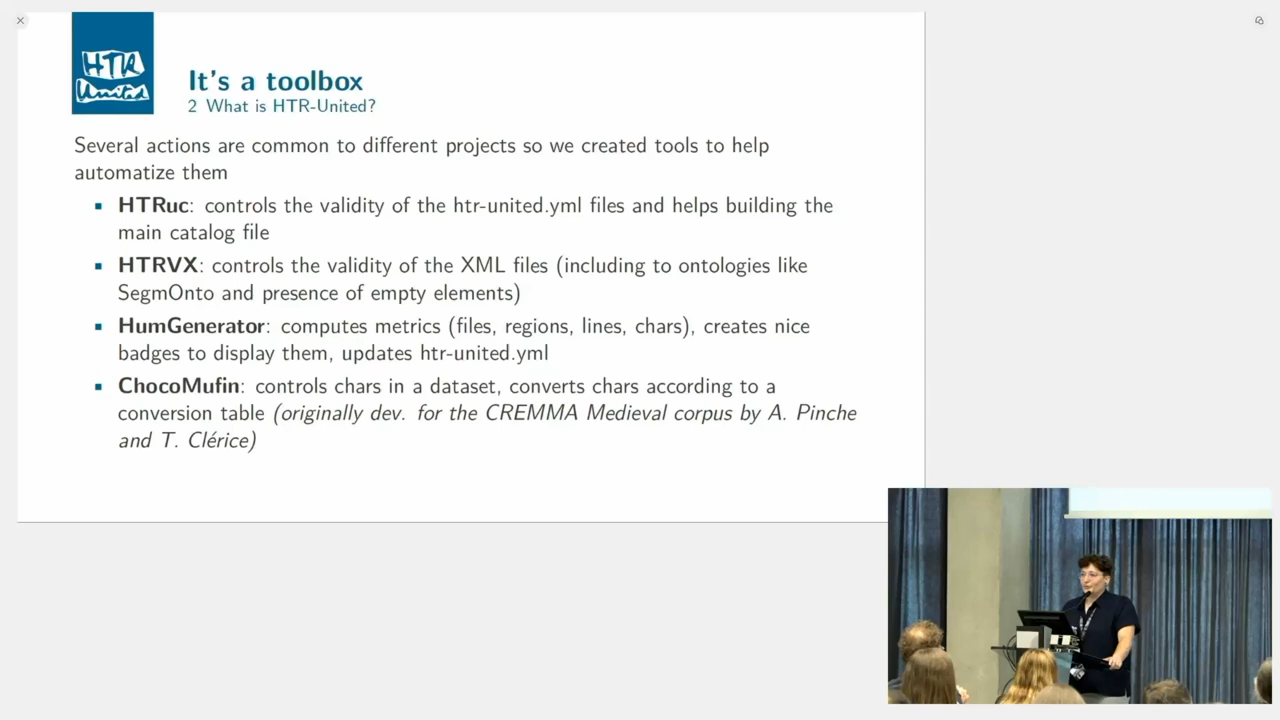 HTR
United
It's a toolbox
2 What is HTR-United?
Several actions are common to different projects so we created tools to help
automatize them
▪ HTRuc: controls the validity of the htr-united.yml files and helps building the
main catalog file
▪ HTRVX: controls the validity of the XML files (including to ontologies like
SegmOnto and presence of empty elements)
▪ HumGenerator: computes metrics (files, regions, lines, chars), creates nice
badges to display them, updates htr-united.yml
▪ ChocoMufin: controls chars in a dataset, converts chars according to a
conversion table (originally dev. for the CREMMA Medieval corpus by A. Pinche
and T. Clérice)